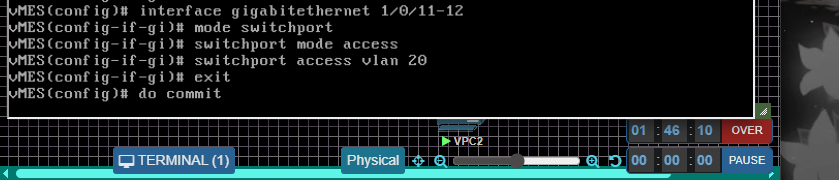 vMES(config)# interface gigabitethernet 1/0/11-12
vMES(config-if-gi)# mode switchport
vMES(config-if-gi)# switchport mode access
vMES(config-if-gi)# switchport access vlan 20
vMES(config-if-gi)# exit
vMES(config)# do commit
01 : 46 : 10 OVER
VPC2
TERMINAL (1) Physical 00 : 00 : 00 PAUSE